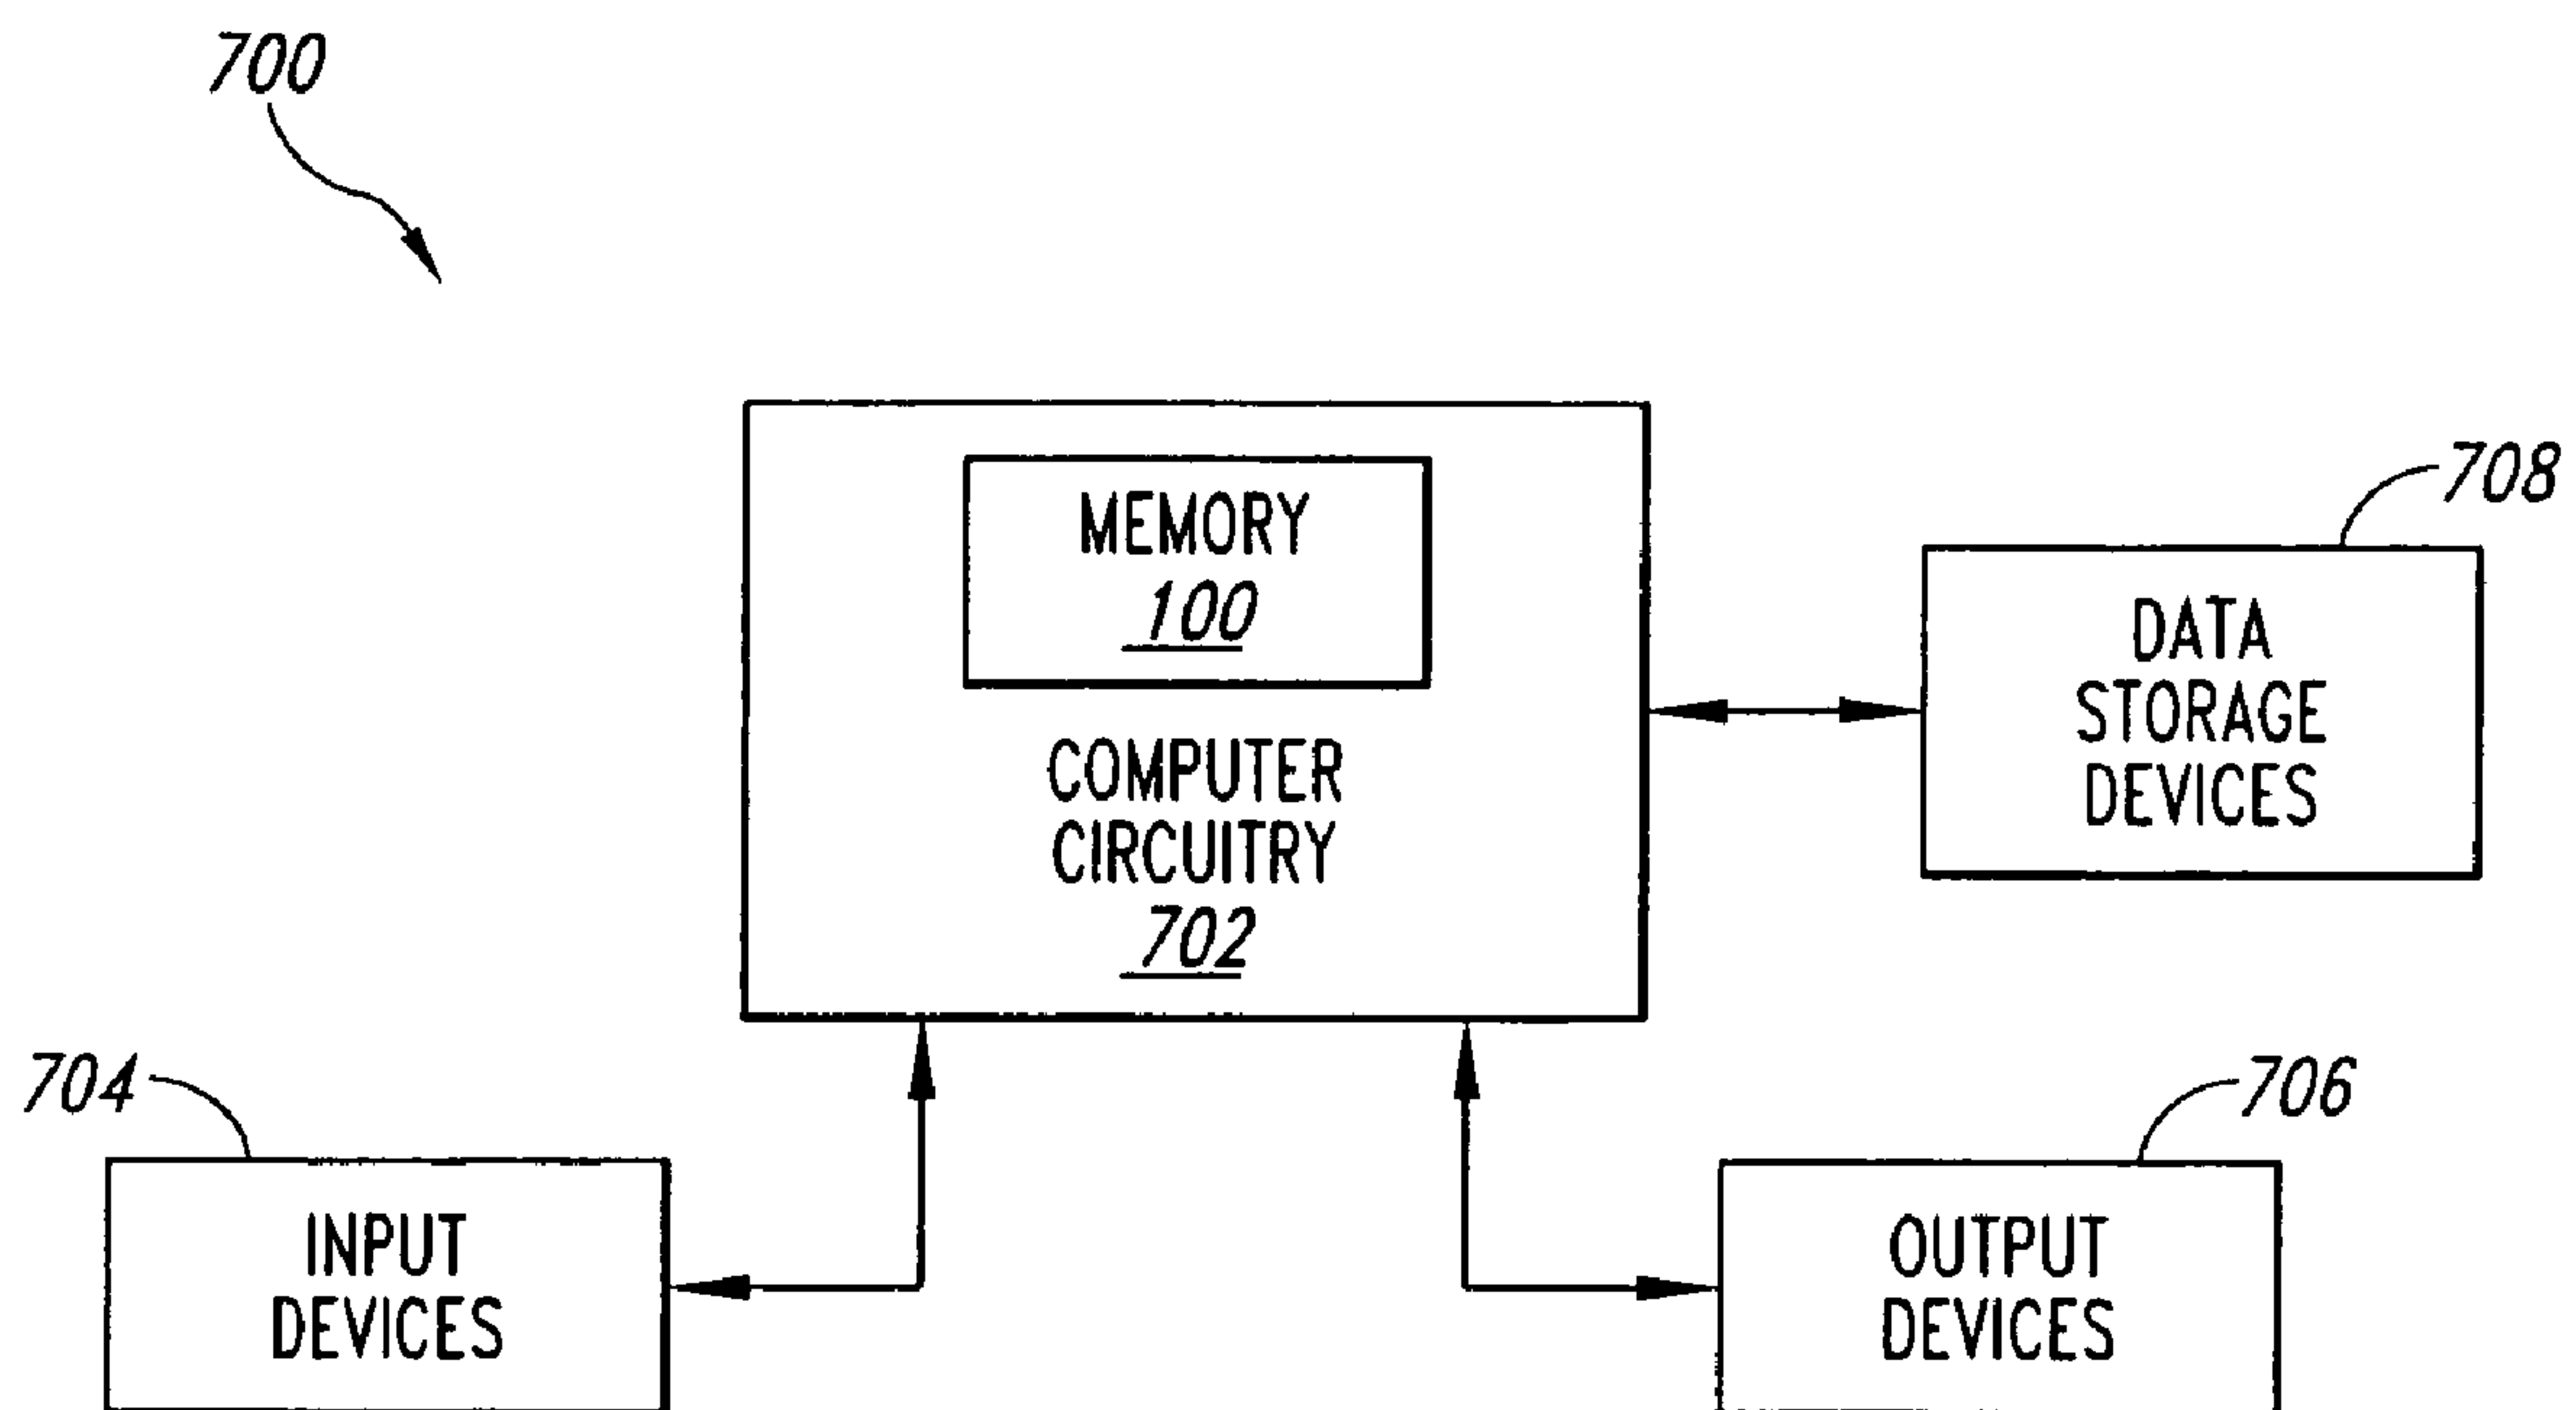 700
MEMORY
100
708
DATA
STORAGE
DEVICES
COMPUTER
CIRCUITRY
702
704
INPUT
DEVICES
706
OUTPUT
DEVICES